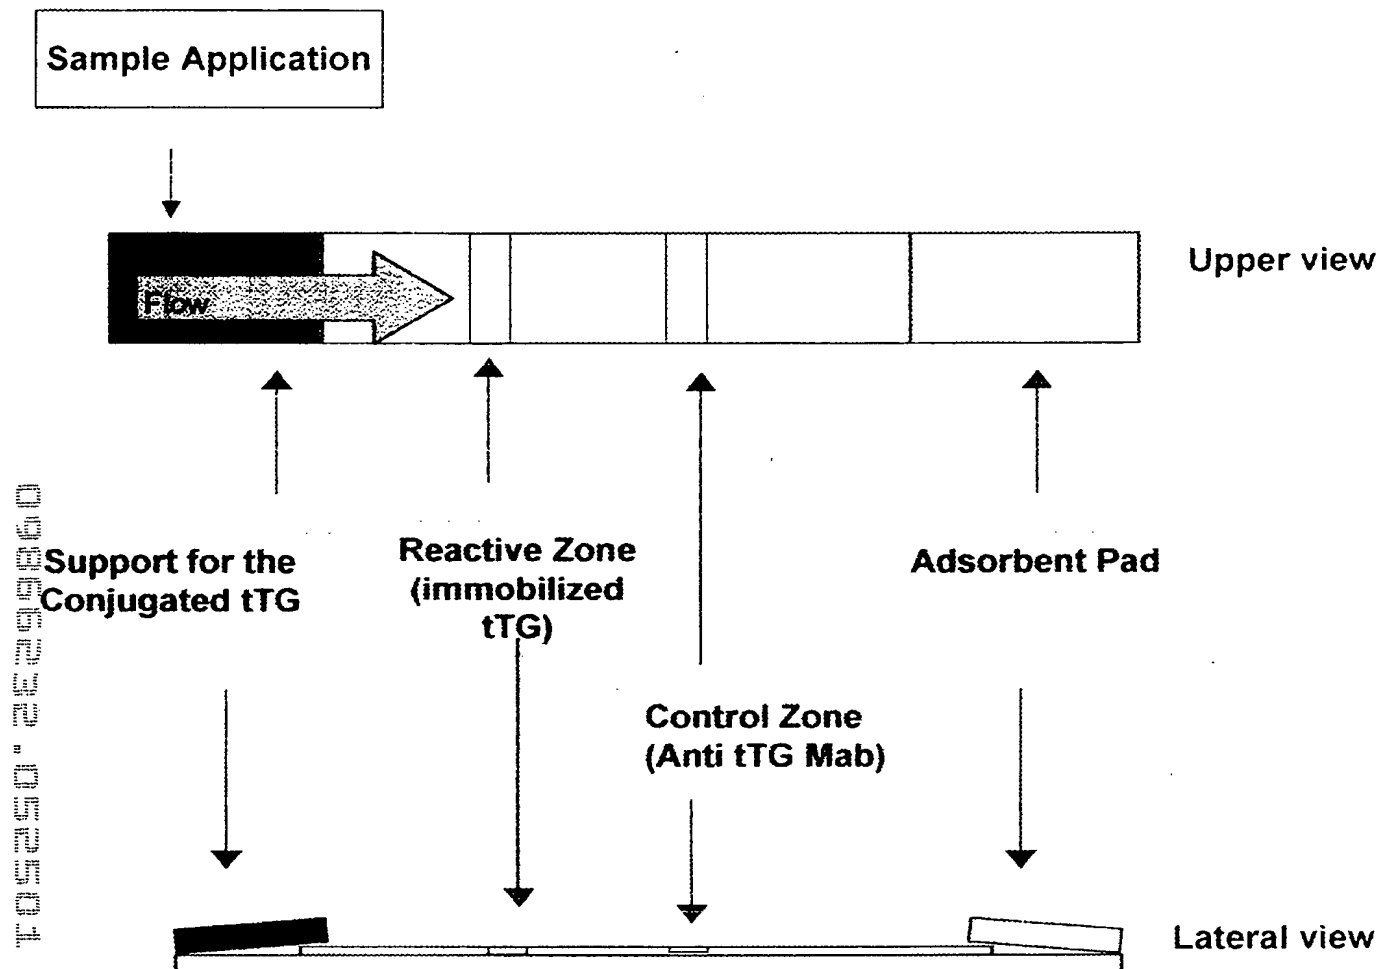 Sample Application
Upper view
Flow
Support for the
Conjugated tTG
Reactive Zone
(immobilized
tTG)
Adsorbent Pad
Control Zone
(Anti tTG Mab)
Lateral view
09866232.052501